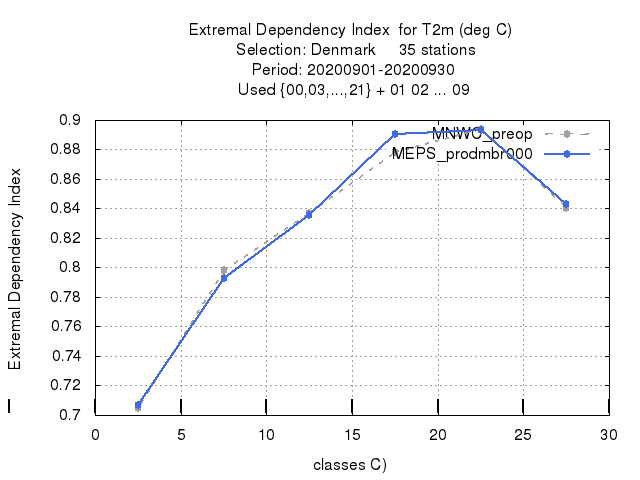 Extremal Dependency Index for T2m (deg C)
Selection: Denmark 35 stations
Period: 20200901-20200930
Used {00,03,...,21} + 01 02 ... 09
MNWC_preop
MEPS_prodmbr000
0.9
0.88
0.86
0.84
0.82
0.8
0.78
0.76
0.74
0.72
0.7
Extremal Dependency Index
0 5 10 15 20 25 30
classes C)